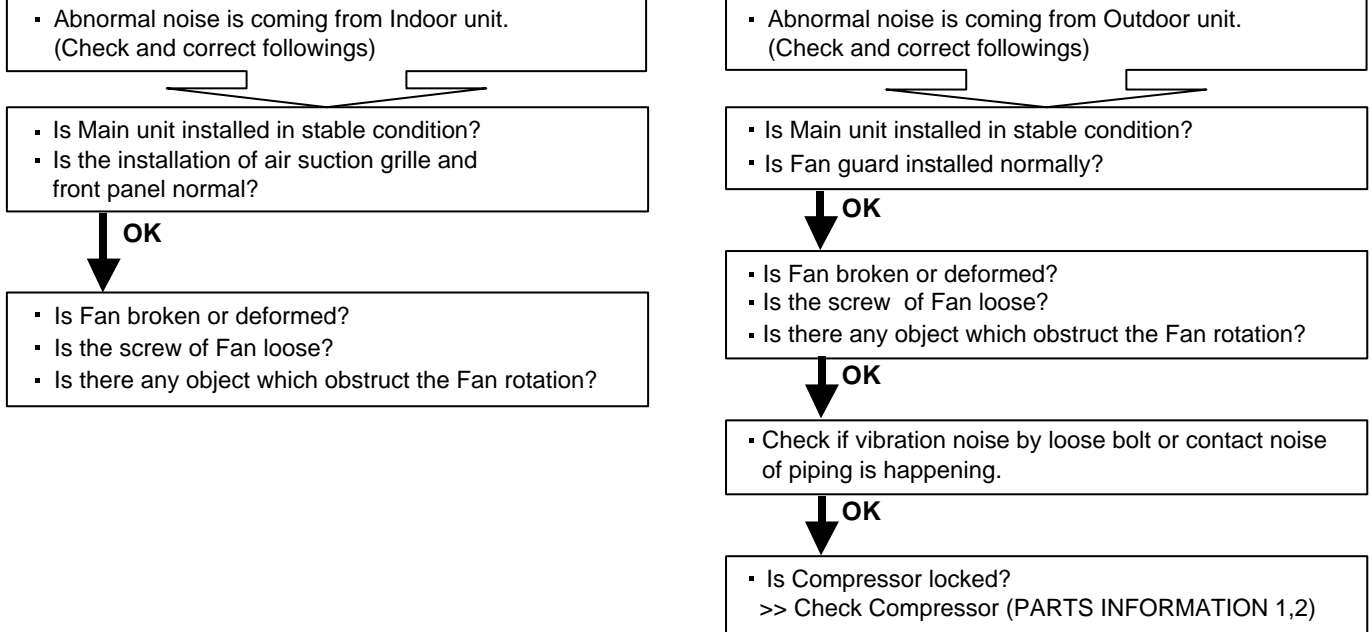 ▪ Abnormal noise is coming from Indoor unit.
(Check and correct followings)
▪ Is Main unit installed in stable condition?
▪ Is the installation of air suction grille and
front panel normal?
OK
▪ Is Fan broken or deformed?
▪ Is the screw of Fan loose?
▪ Is there any object which obstruct the Fan rotation?
▪ Abnormal noise is coming from Outdoor unit.
(Check and correct followings)
▪ Is Main unit installed in stable condition?
▪ Is Fan guard installed normally?
OK
▪ Is Fan broken or deformed?
▪ Is the screw of Fan loose?
▪ Is there any object which obstruct the Fan rotation?
OK
▪ Check if vibration noise by loose bolt or contact noise
of piping is happening.
OK
▪ Is Compressor locked?
>> Check Compressor (PARTS INFORMATION 1,2)